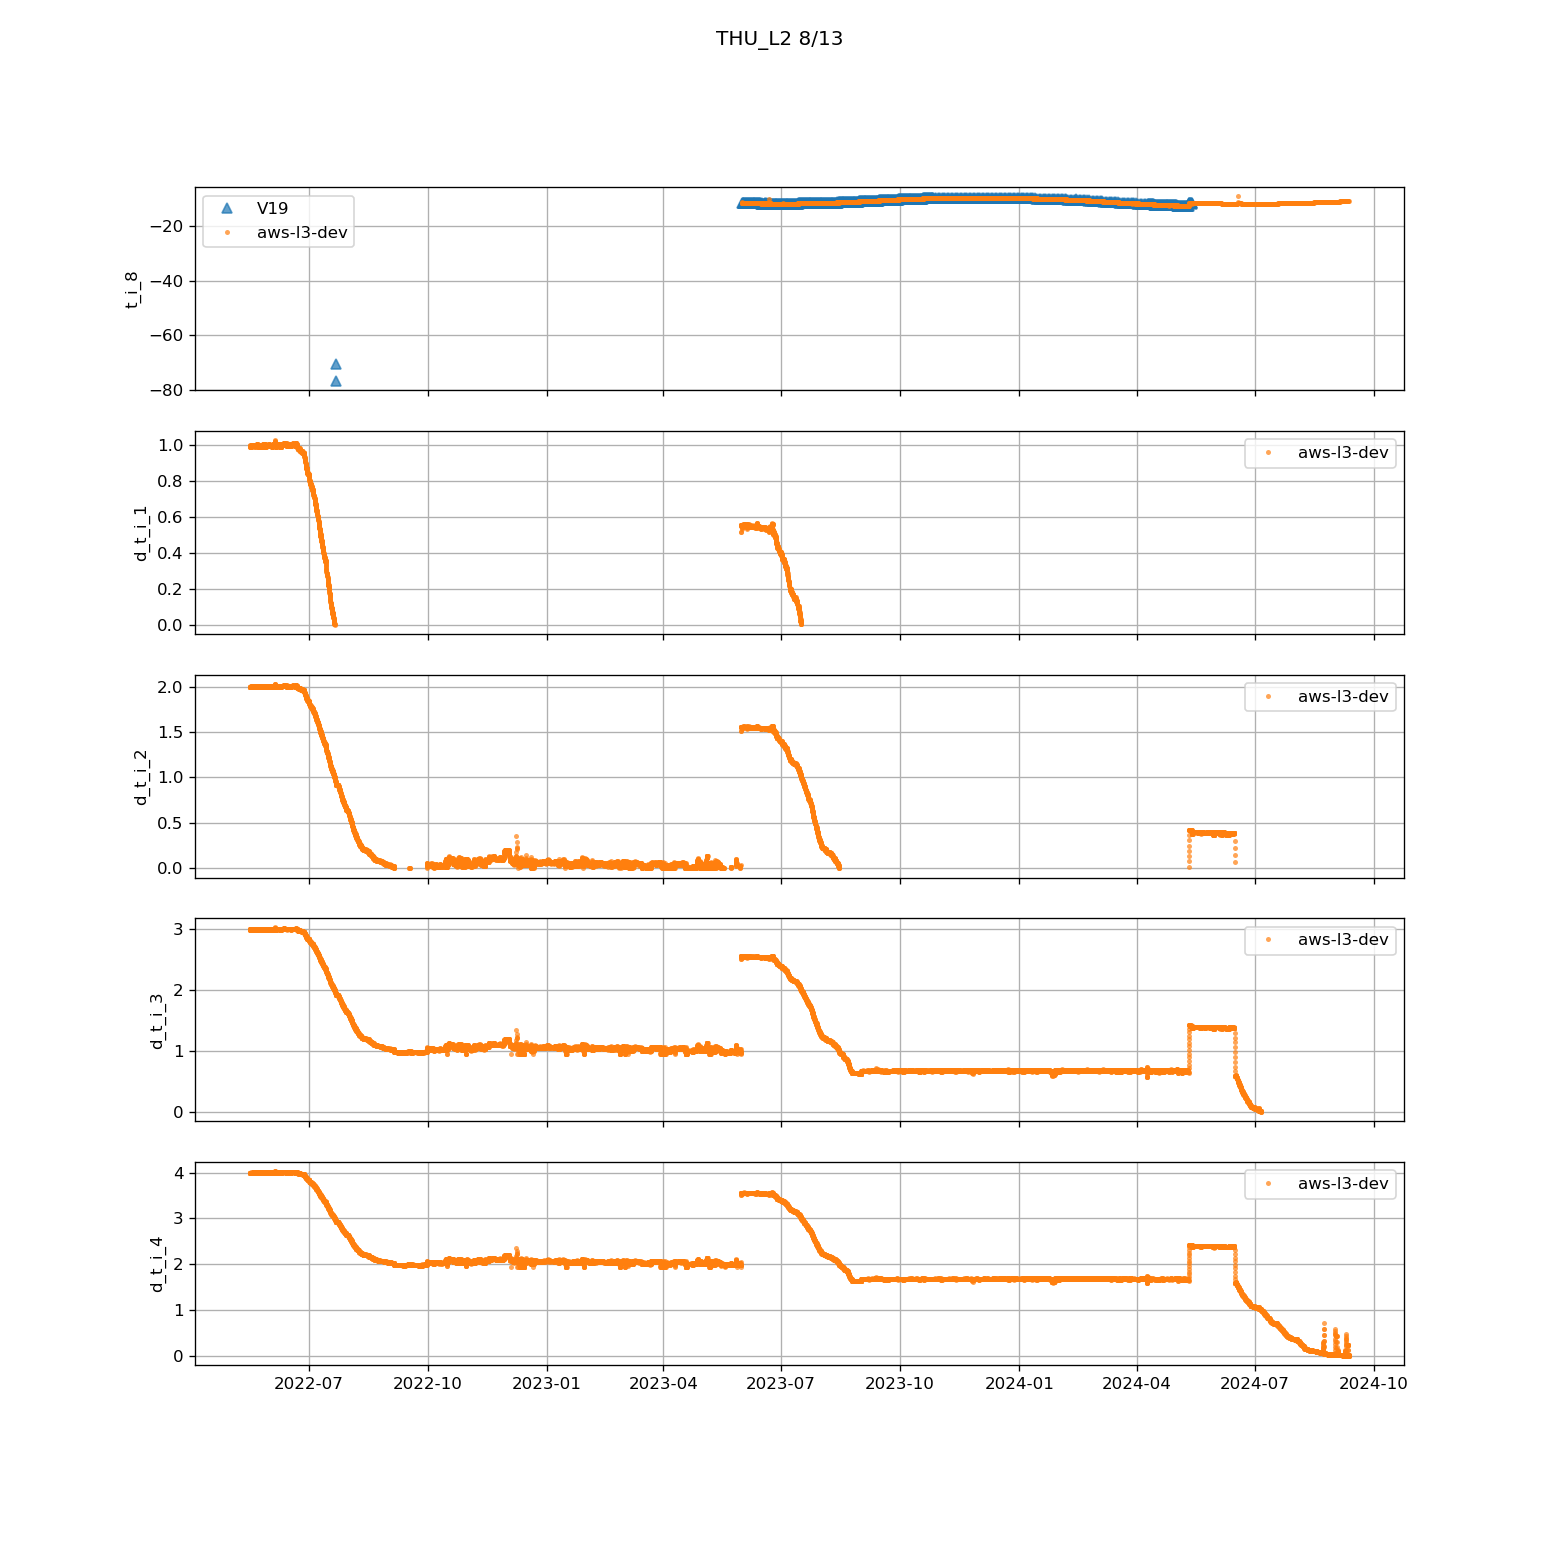 THU_L2 8/13
V19
aws-l3-dev
t_i_8
−20
−40
−60
−80
aws-l3-dev
d_t_i_1
1.0
0.8
0.6
0.4
0.2
0.0
aws-l3-dev
d_t_i_2
2.0
1.5
1.0
0.5
0.0
aws-l3-dev
d_t_i_3
3
2
1
0
aws-l3-dev
d_t_i_4
4
3
2
1
0
2022-07 2022-10 2023-01 2023-04 2023-07 2023-10 2024-01 2024-04 2024-07 2024-10